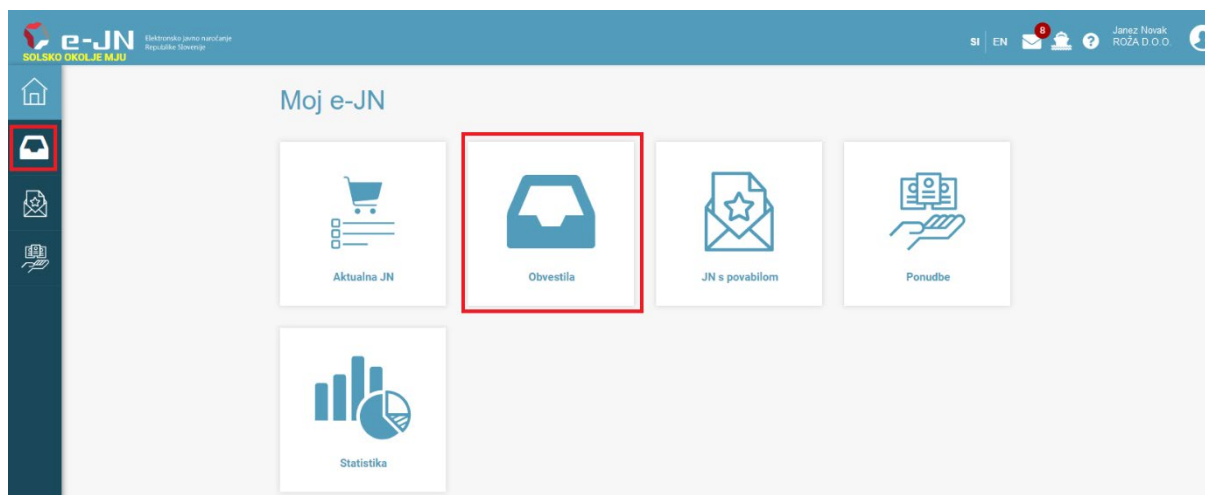 e-JN
Elektronsko javno naročanje
Republike Slovenije
SOLSKO OKOLJE MJU
SI | EN
8
?
Janez Novak
ROŽA D.O.O.
Moj e-JN
Aktualna JN
Obvestila
JN s povabilom
Ponudbe
Statistika